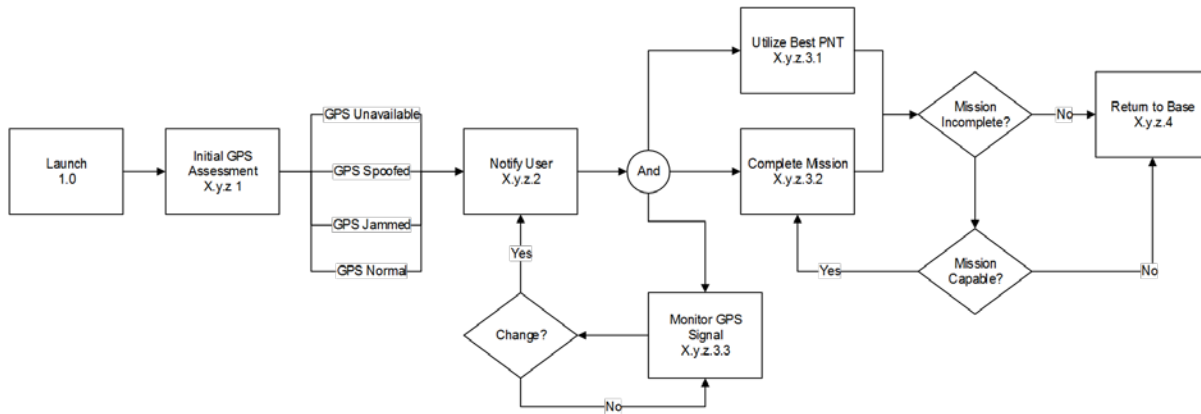 Launch
1.0
Initial GPS
Assessment
X.y.z.1
GPS Unavailable
GPS Spoofed
GPS Jammed
GPS Normal
Notify User
X.y.z.2
And
Utilize Best PNT
X.y.z.3.1
Complete Mission
X.y.z.3.2
Monitor GPS
Signal
X.y.z.3.3
Change?
Yes
No
Mission
Incomplete?
No
Mission
Capable?
Yes
No
Return to Base
X.y.z.4